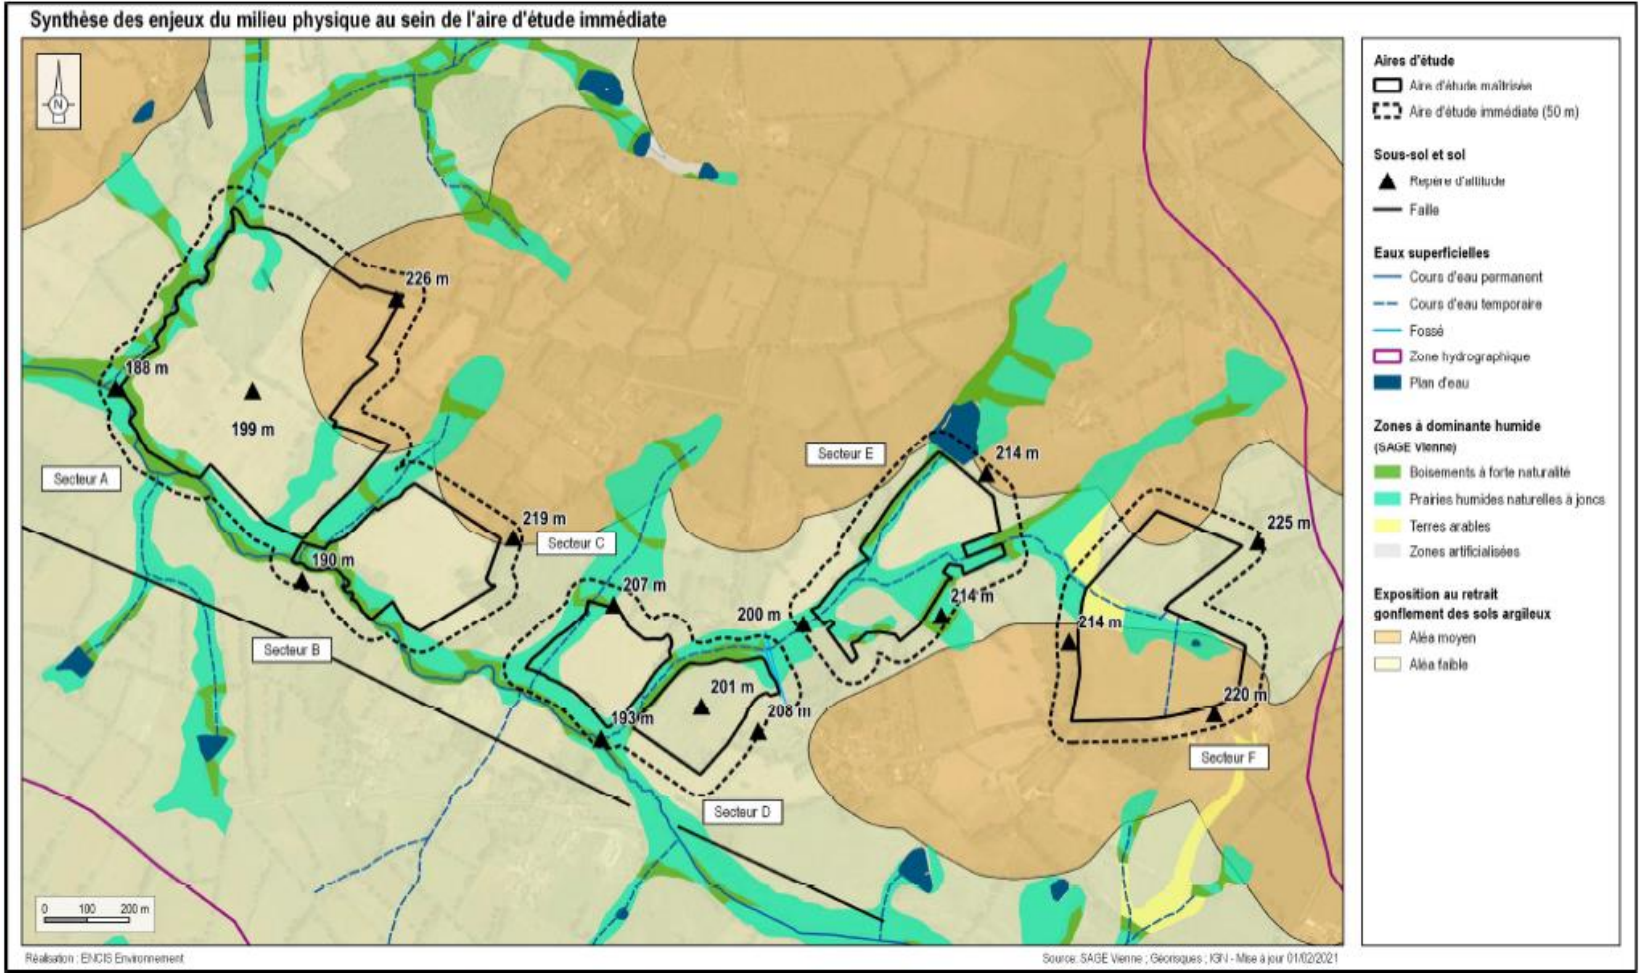 Synthèse des enjeux du milieu physique au sein de l'aire d'étude immédiate
N
226 m
188 m
199 m
Secteur A
219 m
Secteur C
190 m
Secteur B
207 m
193 m
201 m
208 m
Secteur D
200 m
Secteur E
214 m
214 m
214 m
225 m
220 m
Secteur F
0 100 200 m
Aires d'étude
Aire d'étude maîtrisée
Aire d'étude immédiate (50 m)
Sous-sol et sol
Repère d'altitude
Faille
Eaux superficielles
Cours d'eau permanent
Cours d'eau temporaire
Fossé
Zone hydrographique
Plan d'eau
Zones à dominante humide
(SAGE Vienne)
Boisements à forte naturalité
Prairies humides naturelles à joncs
Terres arables
Zones artificialisées
Exposition au retrait
gonflement des sols argileux
Aléa moyen
Aléa faible
Réalisation : ENCIS Environnement
Source: SAGE Vienne ; Géorisques ; IGN - Mise à jour 01/02/2021